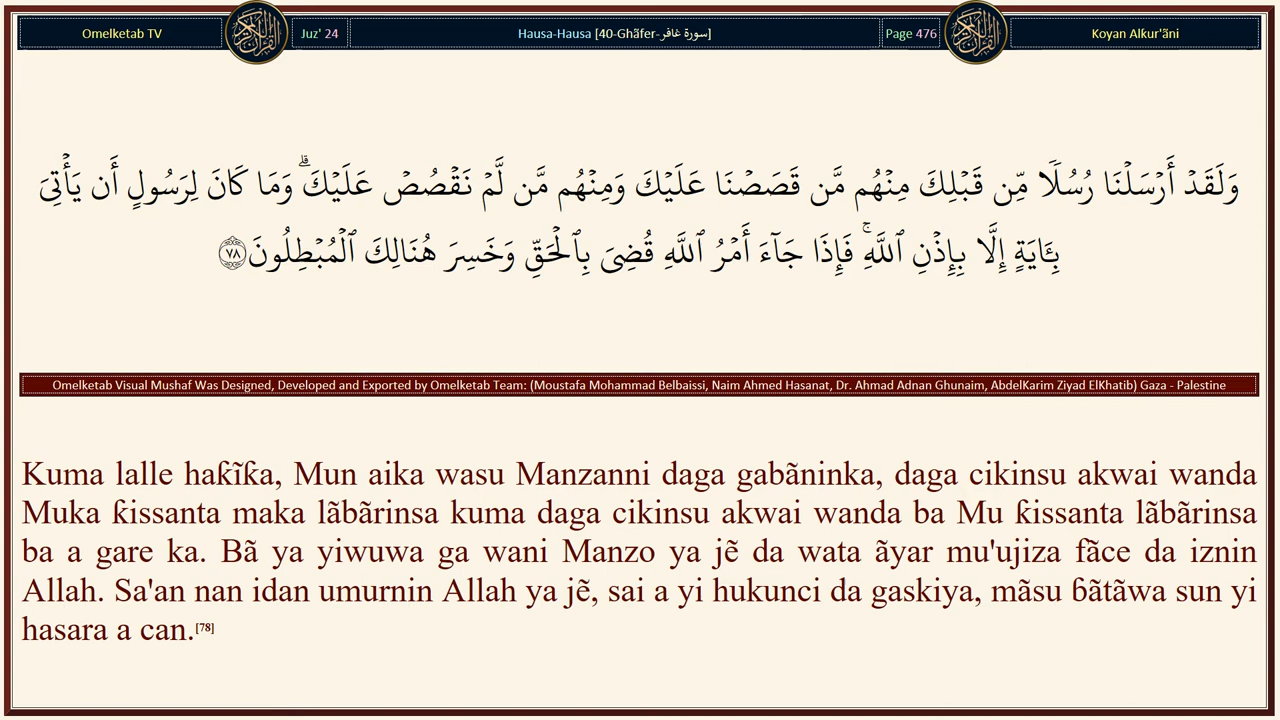 Omelketab TV
Juz' 24
Hausa-Hausa [40-Ghãfer-سورة غافر]
Page 476
Koyan Alƙur'ãni
وَلَقَدْ أَرْسَلْنَا رُسُلًا مِّن قَبْلِكَ مِنْهُم مَّن قَصَصْنَا عَلَيْكَ وَمِنْهُم مَّن لَّمْ نَقْصُصْ عَلَيْكَ ۗ وَمَا كَانَ لِرَسُولٍ أَن يَأْتِىَ
بِـَٔايَةٍ إِلَّا بِإِذْنِ ٱللَّهِ ۚ فَإِذَا جَآءَ أَمْرُ ٱللَّهِ قُضِىَ بِٱلْحَقِّ وَخَسِرَ هُنَالِكَ ٱلْمُبْطِلُونَ ٧٨
Omelketab Visual Mushaf Was Designed, Developed and Exported by Omelketab Team: (Moustafa Mohammad Belbaissi, Naim Ahmed Hasanat, Dr. Ahmad Adnan Ghunaim, AbdelKarim Ziyad ElKhatib) Gaza - Palestine
Kuma lalle haƙĩƙa, Mun aika wasu Manzanni daga gabãninka, daga cikinsu akwai wanda
Muka ƙissanta maka lãbãrinsa kuma daga cikinsu akwai wanda ba Mu ƙissanta lãbãrinsa
ba a gare ka. Bã ya yiwuwa ga wani Manzo ya jẽ da wata ãyar mu'ujiza fãce da iznin
Allah. Sa'an nan idan umurnin Allah ya jẽ, sai a yi hukunci da gaskiya, mãsu ɓãtãwa sun yi
hasara a can.[78]